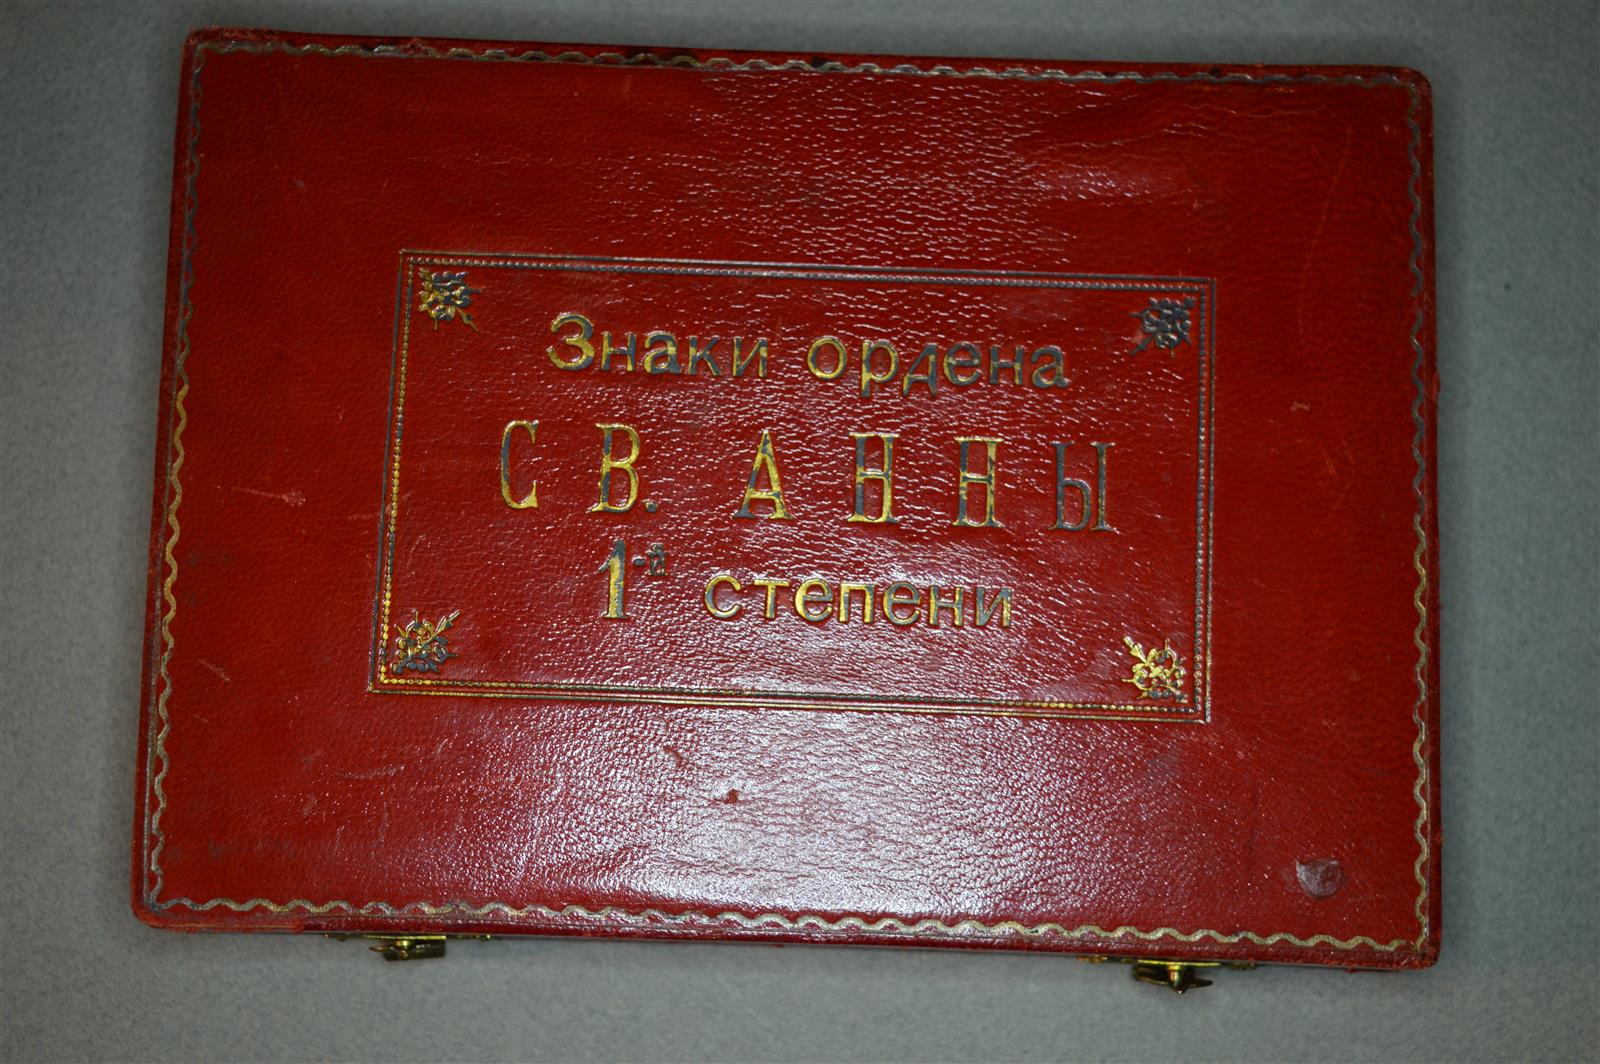 Знаки ордена
СВ. АННЫ
1-й степени